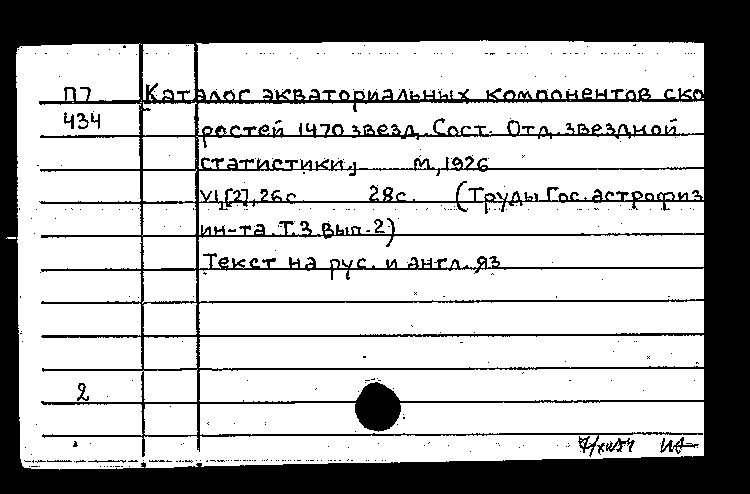 П7 Каталог экваториальных компонентов ско
434 ростей 1470 звезд. Сост. Отд. звездной
статистики. М., 1926
VI,[2],26с 28с. (Труды Гос. астрофиз
ин-та. Т.3 Вып.2)
Текст на рус. и англ. яз.
2